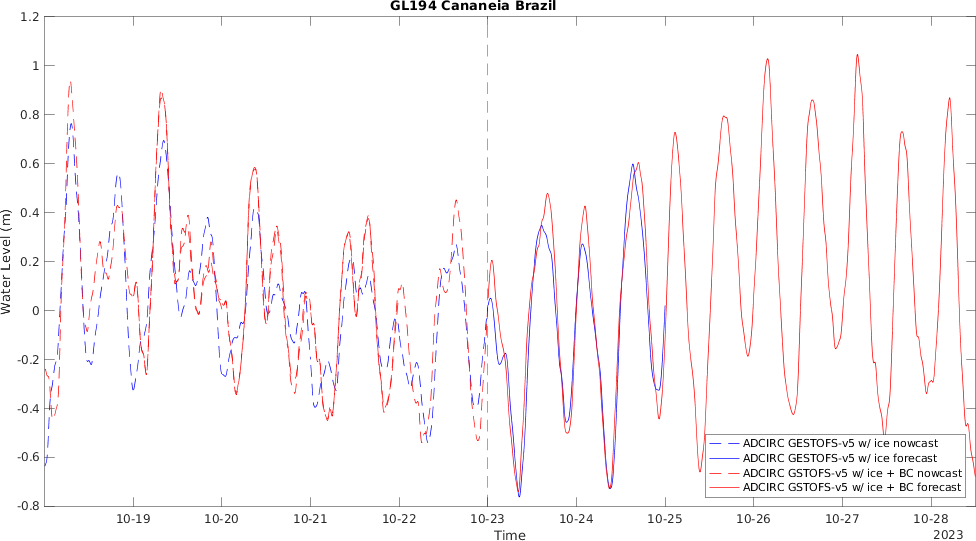 GL194 Cananeia Brazil
1.2
1
0.8
0.6
0.4
0.2
0
-0.2
-0.4
-0.6
-0.8
Water Level (m)
ADCIRC GESTOFS-v5 w/ ice nowcast
ADCIRC GESTOFS-v5 w/ ice forecast
ADCIRC GSTOFS-v5 w/ ice + BC nowcast
ADCIRC GSTOFS-v5 w/ ice + BC forecast
10-19 10-20 10-21 10-22 10-23 10-24 10-25 10-26 10-27 10-28
Time
2023